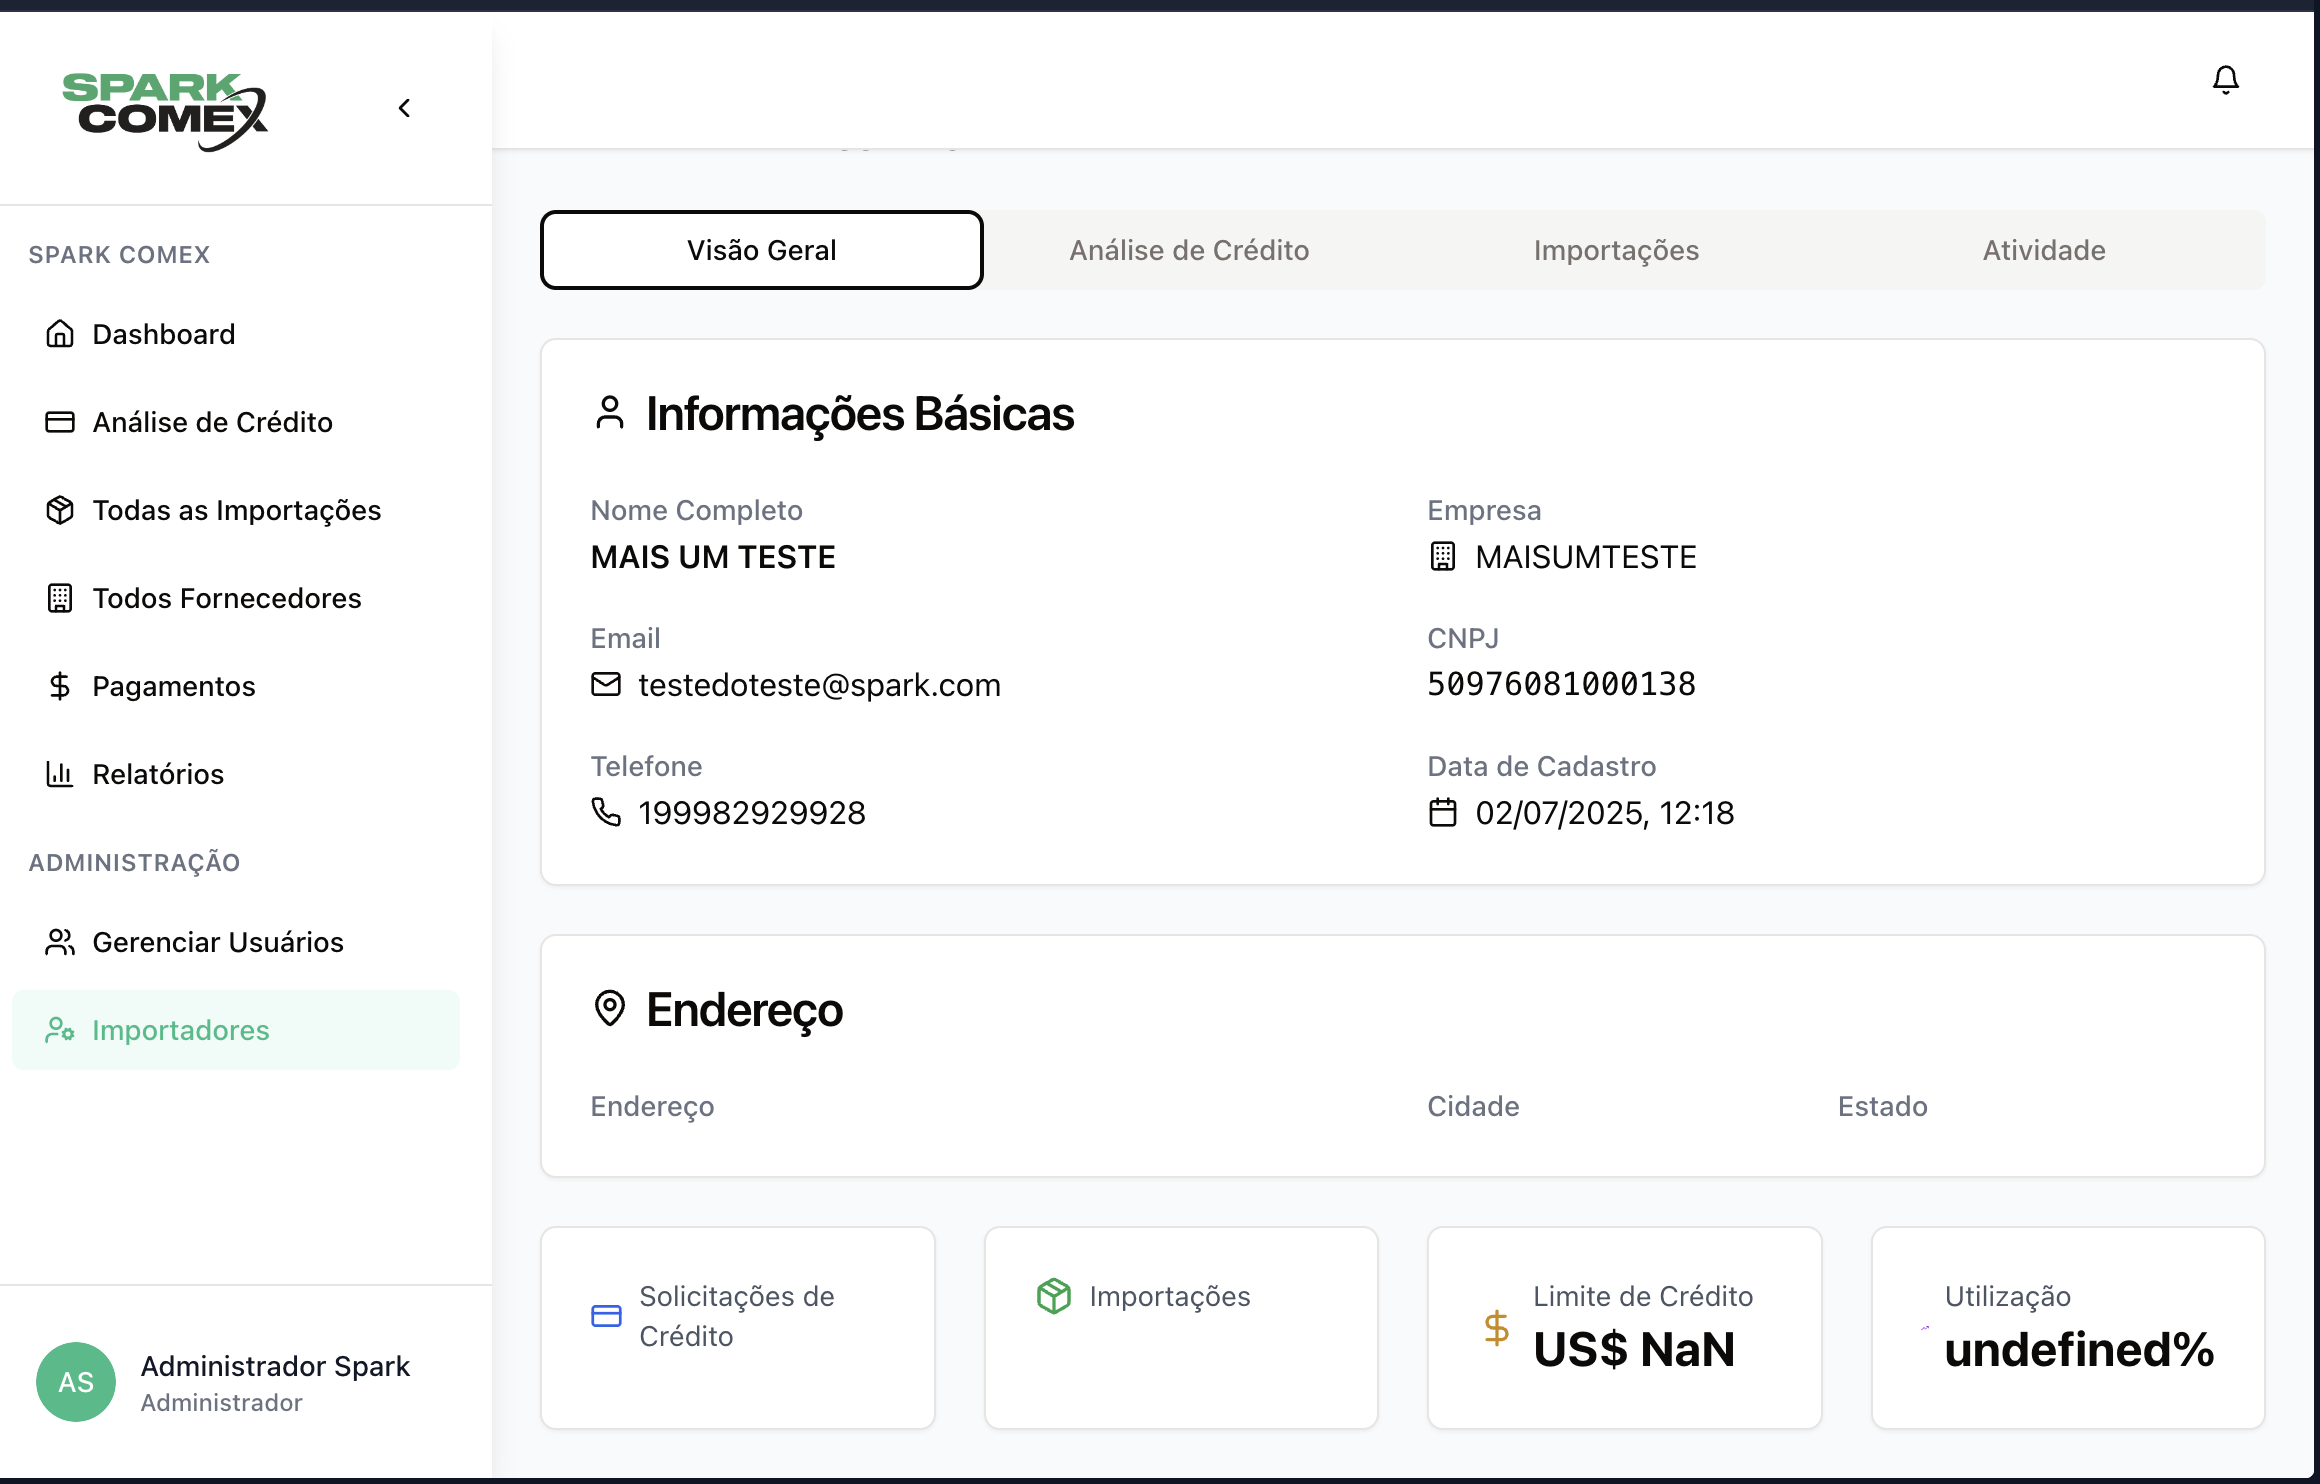 SPARK
COMEX
SPARK COMEX
Dashboard
Análise de Crédito
Todas as Importações
Todos Fornecedores
Pagamentos
Relatórios
ADMINISTRAÇÃO
Gerenciar Usuários
Importadores
AS
Administrador Spark
Administrador
Visão Geral
Análise de Crédito
Importações
Atividade
Informações Básicas
Nome Completo
MAIS UM TESTE
Empresa
MAISUMTESTE
Email
testedoteste@spark.com
CNPJ
50976081000138
Telefone
199982929928
Data de Cadastro
02/07/2025, 12:18
Endereço
Endereço
Cidade
Estado
Solicitações de
Crédito
Importações
Limite de Crédito
US$ NaN
Utilização
undefined%